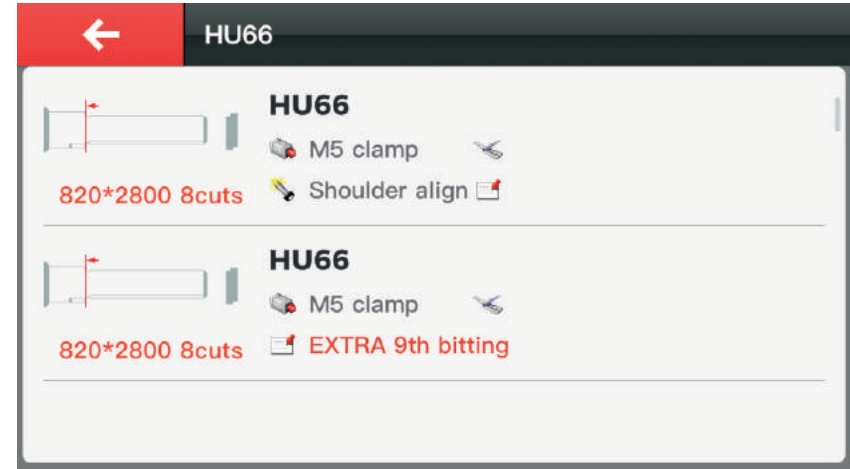 HU66
HU66
M5 clamp
820*2800 8cuts
Shoulder align
HU66
M5 clamp
820*2800 8cuts
EXTRA 9th bitting